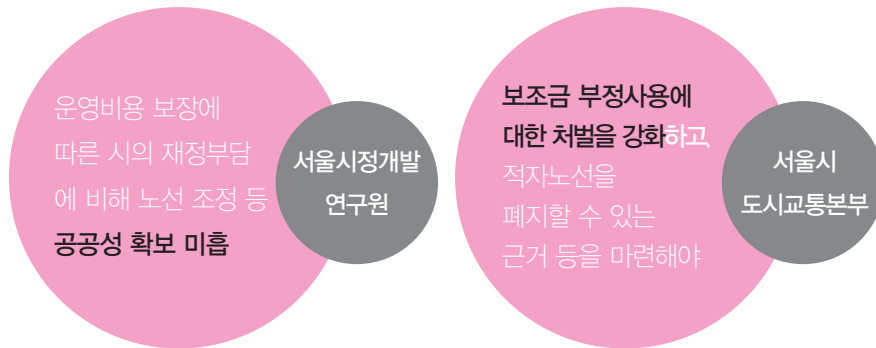 운영비용 보장에
따른 시의 재정부담
에 비해 노선 조정 등
공공성 확보 미흡
서울시정개발
연구원
보조금 부정사용에
대한 처벌을 강화하고,
적자노선을
폐지할 수 있는
근거 등을 마련해야
서울시
도시교통본부